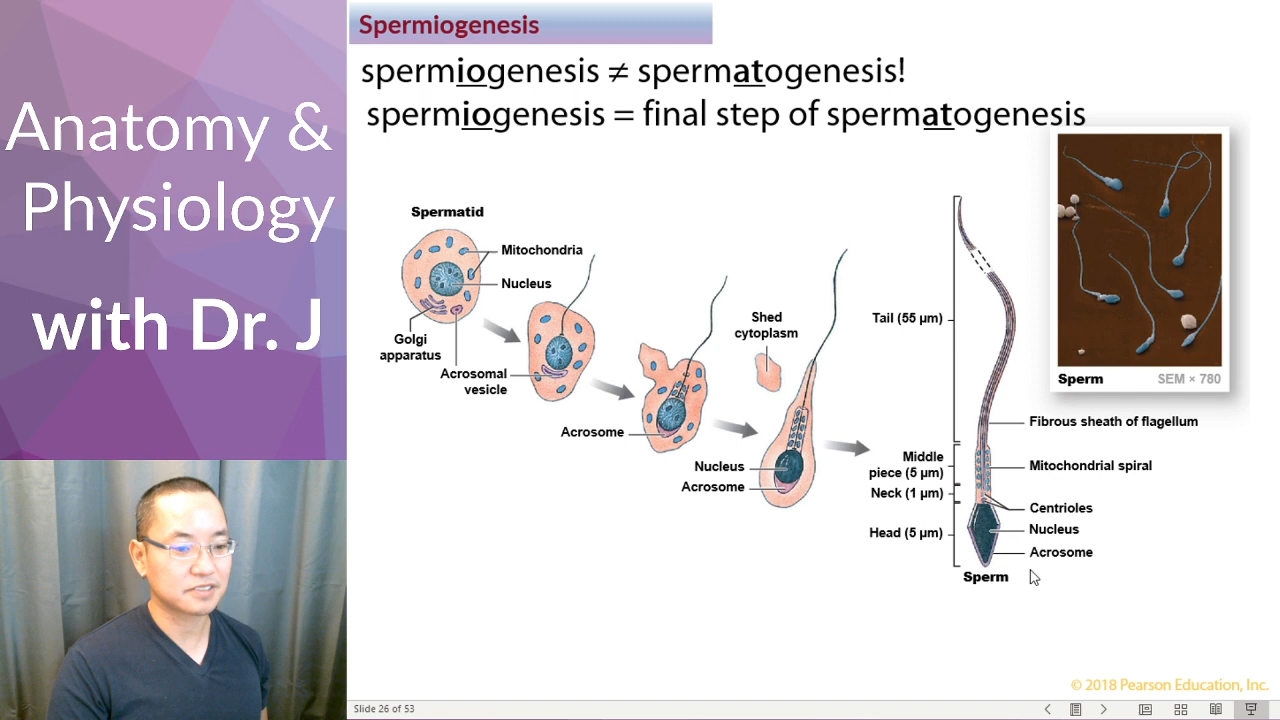 Anatomy &
Physiology
with Dr. J
Spermiogenesis
spermiogenesis ≠ spermatogenesis!
spermiogenesis = final step of spermatogenesis
Spermatid
Mitochondria
Nucleus
Golgi
apparatus
Acrosomal
vesicle
Acrosome
Shed
cytoplasm
Nucleus
Acrosome
Tail (55 µm)
Middle
piece (5 µm)
Neck (1 µm)
Head (5 µm)
Fibrous sheath of flagellum
Mitochondrial spiral
Centrioles
Nucleus
Acrosome
Sperm
Sperm SEM × 780
© 2018 Pearson Education, Inc.
Slide 26 of 53